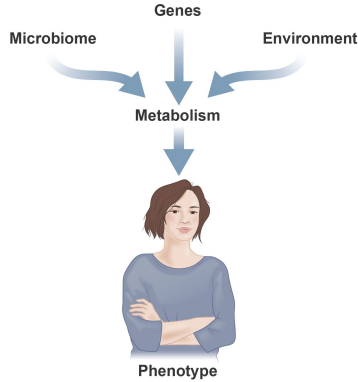 Genes
Microbiome
Environment
Metabolism
Phenotype